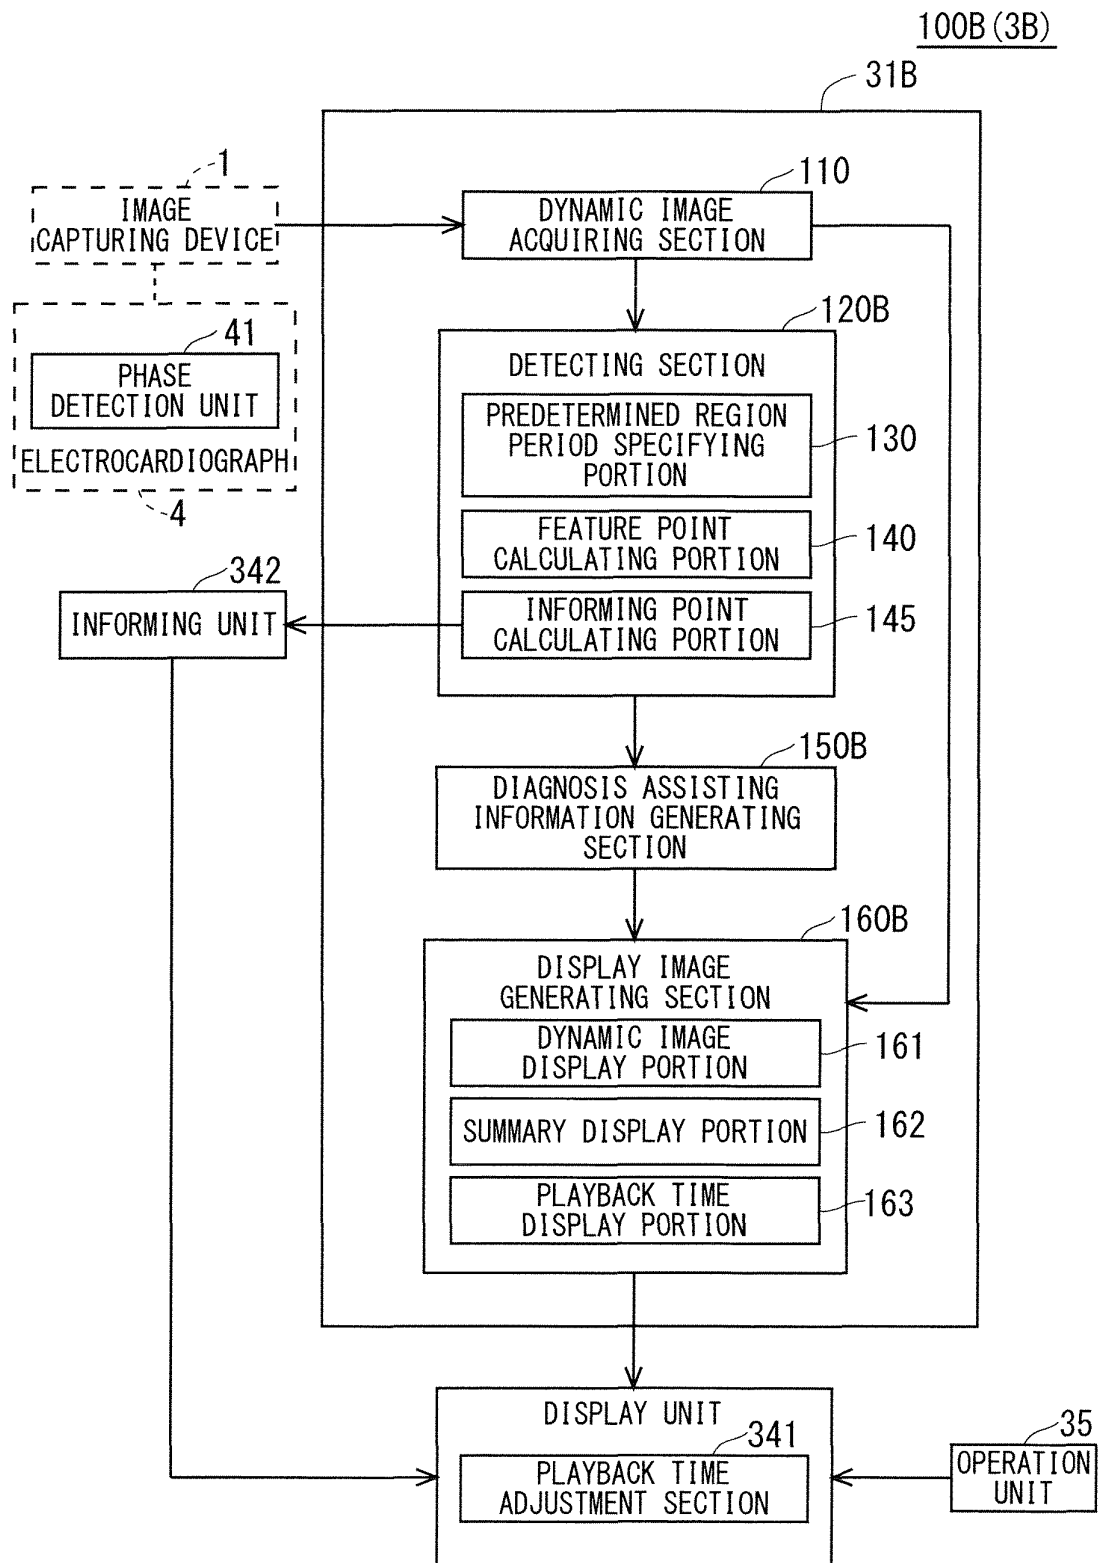 100B(3B)
31B
1
IMAGE
CAPTURING DEVICE
110
DYNAMIC IMAGE
ACQUIRING SECTION
41
PHASE
DETECTION UNIT
ELECTROCARDIOGRAPH
4
120B
DETECTING SECTION
PREDETERMINED REGION
PERIOD SPECIFYING
PORTION
130
FEATURE POINT
CALCULATING PORTION
140
INFORMING POINT
CALCULATING PORTION
145
342
INFORMING UNIT
150B
DIAGNOSIS ASSISTING
INFORMATION GENERATING
SECTION
160B
DISPLAY IMAGE
GENERATING SECTION
DYNAMIC IMAGE
DISPLAY PORTION
161
SUMMARY DISPLAY PORTION
162
PLAYBACK TIME
DISPLAY PORTION
163
DISPLAY UNIT
341
PLAYBACK TIME
ADJUSTMENT SECTION
35
OPERATION
UNIT